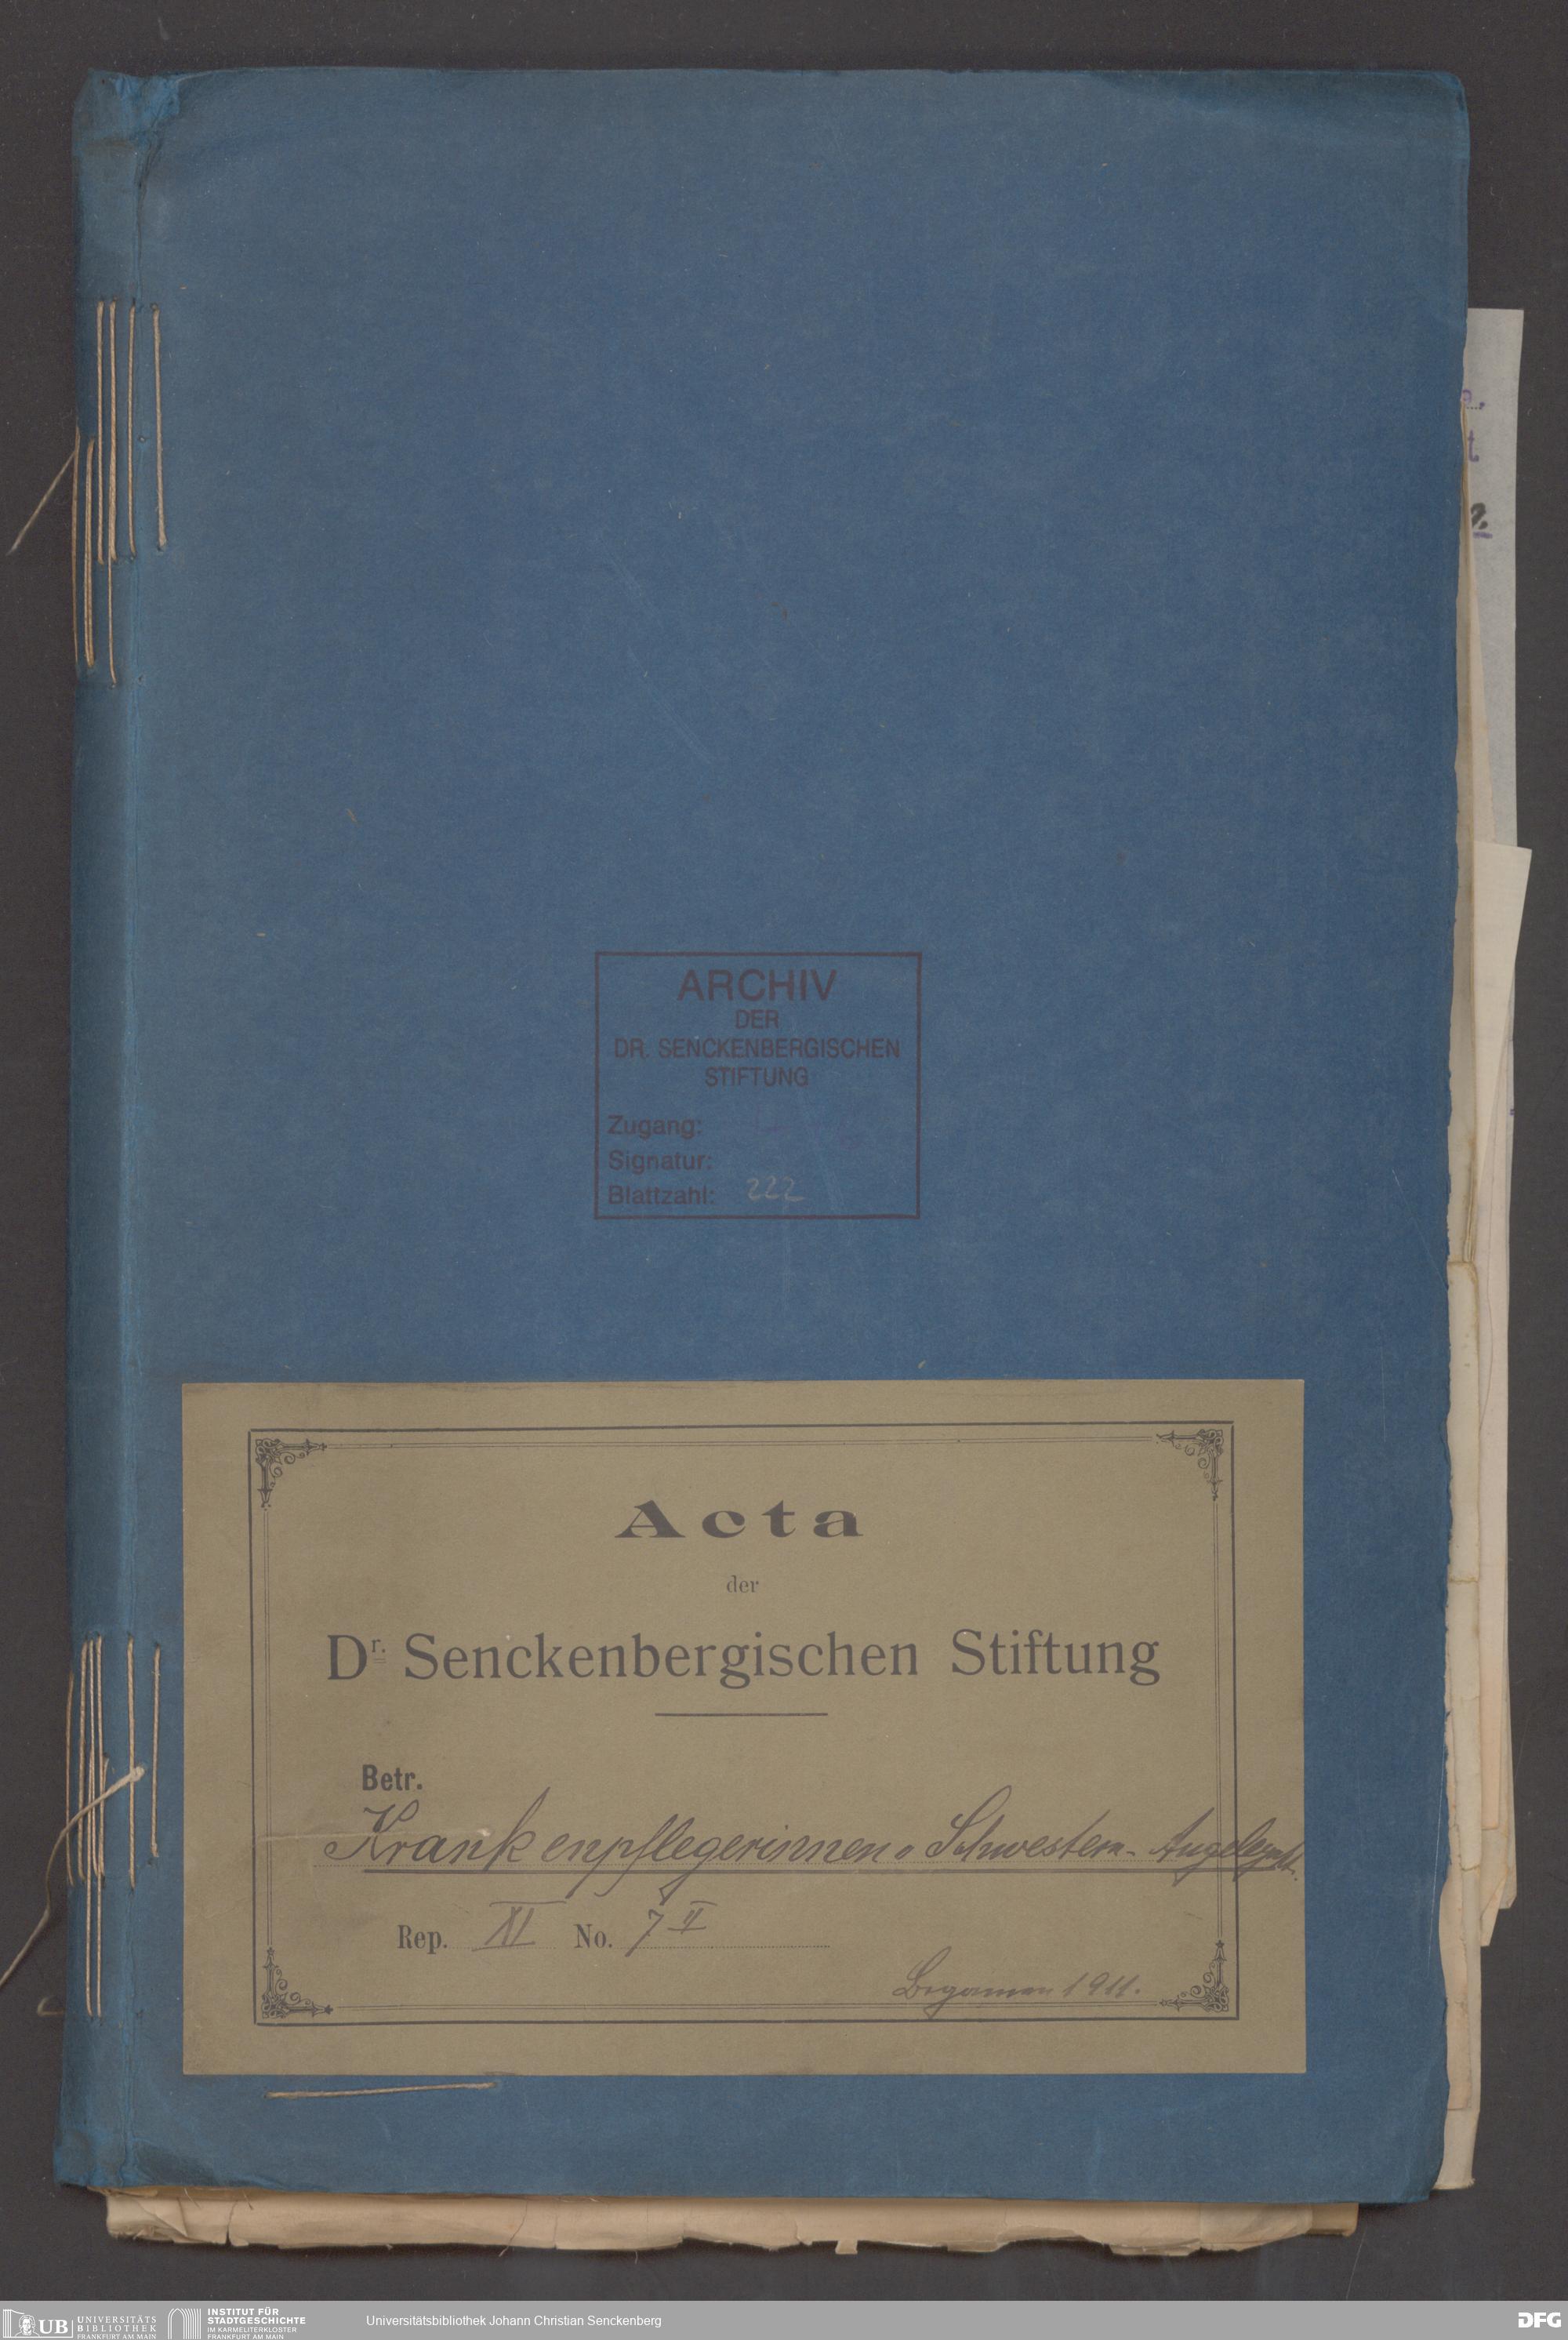 ARCHIV
DER
DR. SENCKENBERGISCHEN
STIFTUNG
Zugang:
Signatur:
Blattzahl: 222
Acta
der
Dr. Senckenbergischen Stiftung
Betr.
Krankenpflegerinnen, Schwestern- Angelegenh.
Rep. XI No. 7 II
Begonnen 1911.
UB UNIVERSITÄTS
BIBLIOTHEK
FRANKFURT AM MAIN
INSTITUT FÜR
STADTGESCHICHTE
IM KARMELITERKLOSTER
FRANKFURT AM MAIN
Universitätsbibliothek Johann Christian Senckenberg
DFG